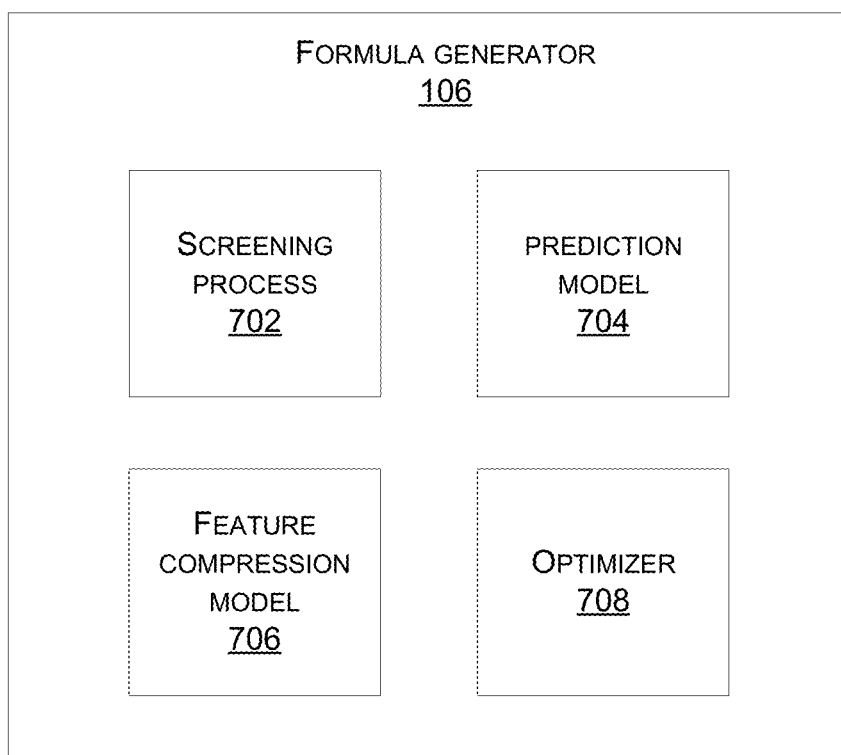 FORMULA GENERATOR
106
SCREENING
PROCESS
702
PREDICTION
MODEL
704
FEATURE
COMPRESSION
MODEL
706
OPTIMIZER
708